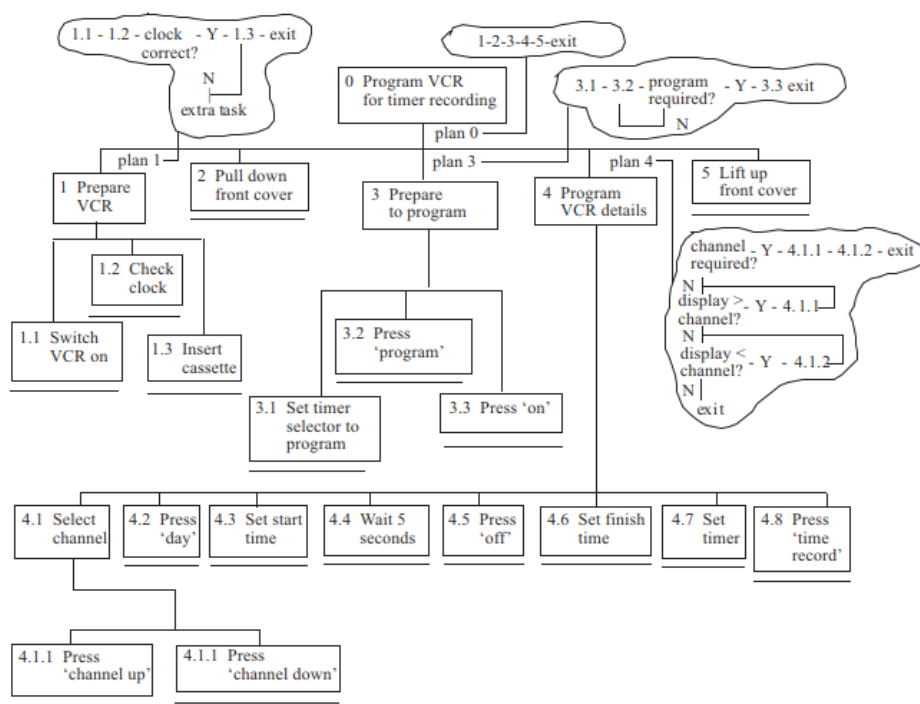 1.1 - 1.2 - clock - Y - 1.3 - exit
correct?
N
extra task
1-2-3-4-5-exit
0 Program VCR
for timer recording
3.1 - 3.2 - program - Y - 3.3 exit
required?
N
plan 0
plan 1
plan 3
plan 4
1 Prepare
VCR
2 Pull down
front cover
3 Prepare
to program
4 Program
VCR details
5 Lift up
front cover
1.2 Check
clock
1.1 Switch
VCR on
1.3 Insert
cassette
3.2 Press
‘program’
3.1 Set timer
selector to
program
3.3 Press ‘on’
channel - Y - 4.1.1 - 4.1.2 - exit
required?
N
display > - Y - 4.1.1
channel?
N
display < - Y - 4.1.2
channel?
N
exit
4.1 Select
channel
4.2 Press
‘day’
4.3 Set start
time
4.4 Wait 5
seconds
4.5 Press
‘off’
4.6 Set finish
time
4.7 Set
timer
4.8 Press
‘time
record’
4.1.1 Press
‘channel up’
4.1.1 Press
‘channel down’